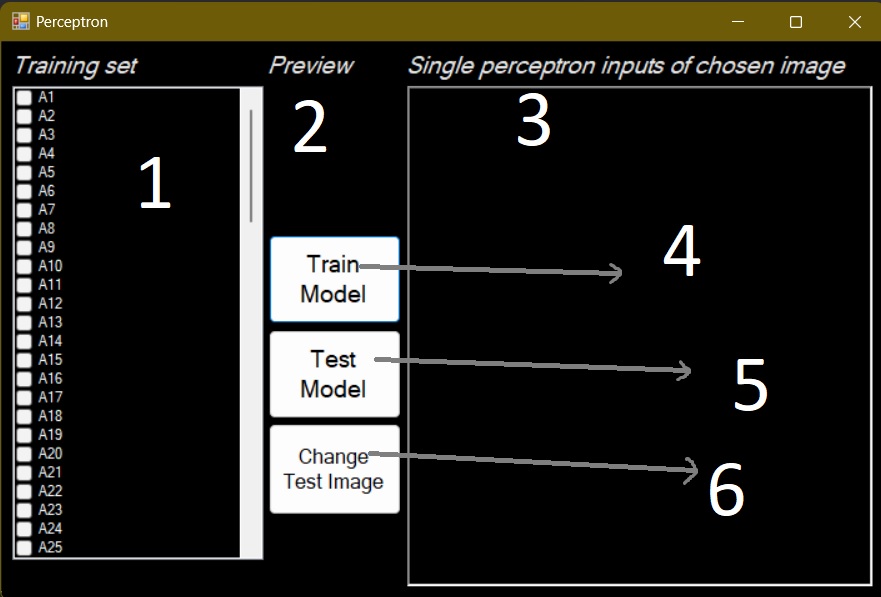 Perceptron
Training set
Preview
Single perceptron inputs of chosen image
A1
A2
A3
A4
A5
A6
A7
A8
A9
A10
A11
A12
A13
A14
A15
A16
A17
A18
A19
A20
A21
A22
A23
A24
A25
1
2
Train
Model
Test
Model
Change
Test Image
3
4
5
6